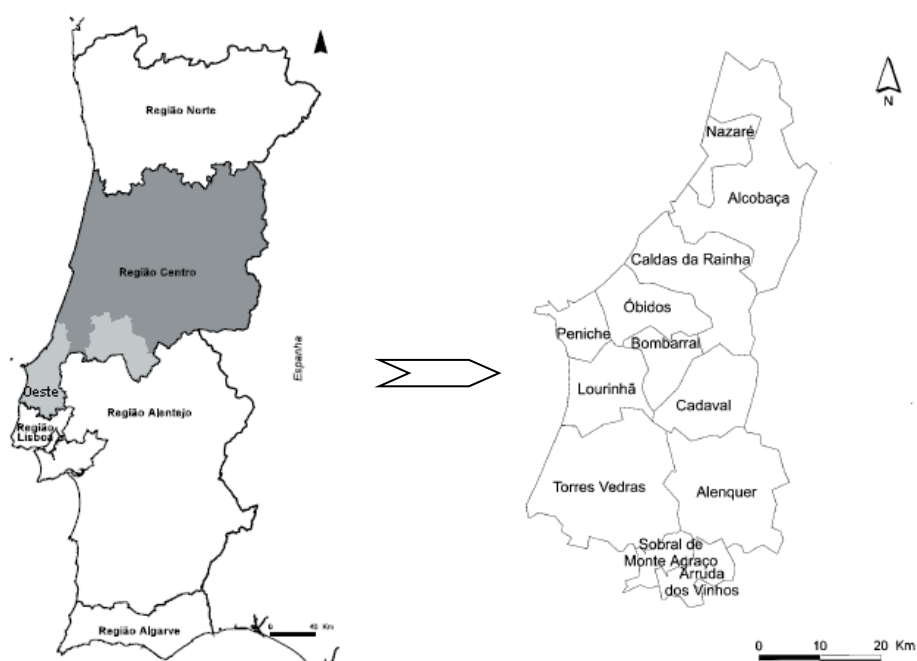 Região Norte
Região Centro
Espanha
Oeste
Região Alentejo
Região
Lisboa
Região Algarve
0 40 Km
N
Nazaré
Alcobaça
Caldas da Rainha
Óbidos
Peniche
Bombarral
Lourinhã
Cadaval
Torres Vedras
Alenquer
Sobral de
Monte Agraço
Arruda
dos Vinhos
0 10 20 Km